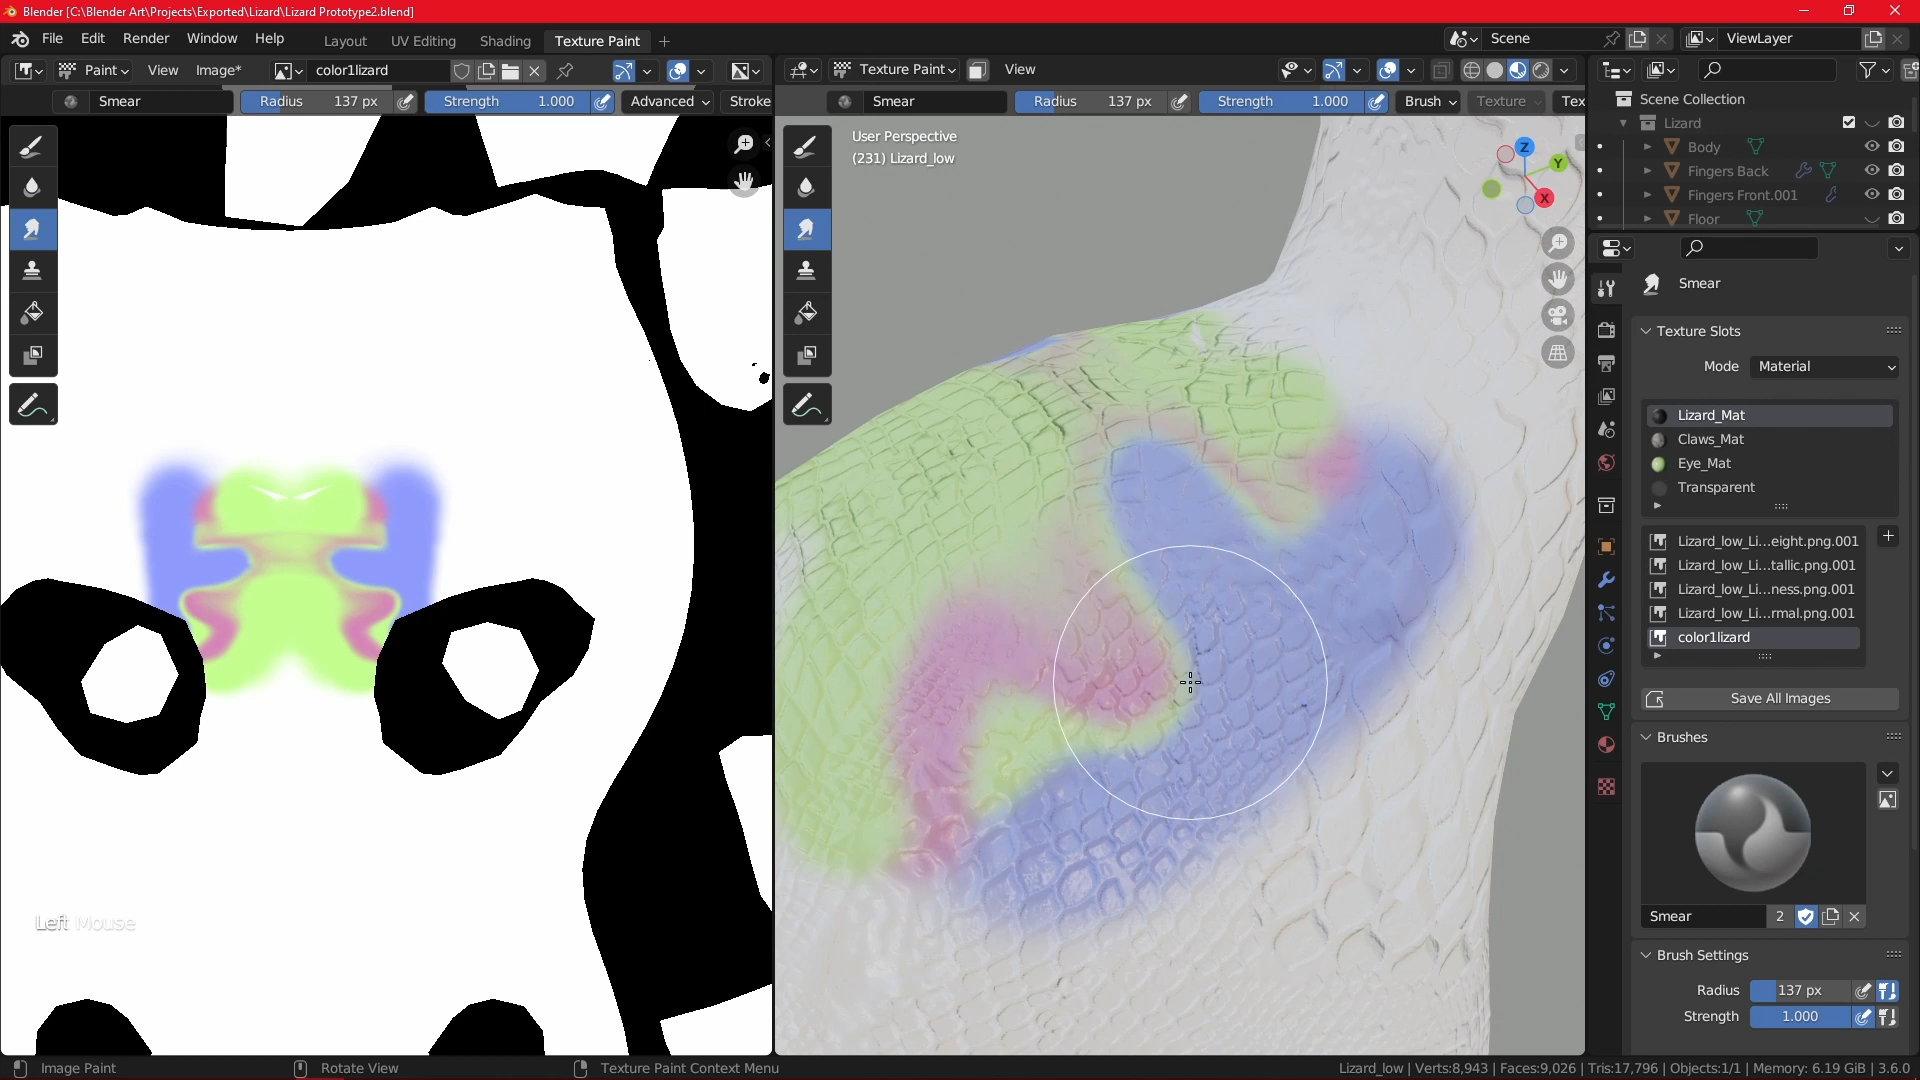 Blender [C:\Blender Art\Projects\Exported\Lizard\Lizard Prototype2.blend]
File Edit Render Window Help Layout UV Editing Shading Texture Paint + Scene ViewLayer
Paint View Image* color1lizard Texture Paint View
Smear Radius 137 px Strength 1.000 Advanced Stroke
Smear Radius 137 px Strength 1.000 Brush Texture Tex
User Perspective
(231) Lizard_low
Z
Y
X
Left Mouse
Scene Collection
Lizard
Body
Fingers Back
Fingers Front.001
Floor
Smear
Texture Slots
Mode Material
Lizard_Mat
Claws_Mat
Eye_Mat
Transparent
Lizard_low_Li...eight.png.001
Lizard_low_Li...tallic.png.001
Lizard_low_Li...ness.png.001
Lizard_low_Li...rmal.png.001
color1lizard
Save All Images
Brushes
Smear 2
Brush Settings
Radius 137 px
Strength 1.000
Image Paint Rotate View Texture Paint Context Menu Lizard_low | Verts:8,943 | Faces:9,026 | Tris:17,796 | Objects:1/1 | Memory: 6.19 GiB | 3.6.0